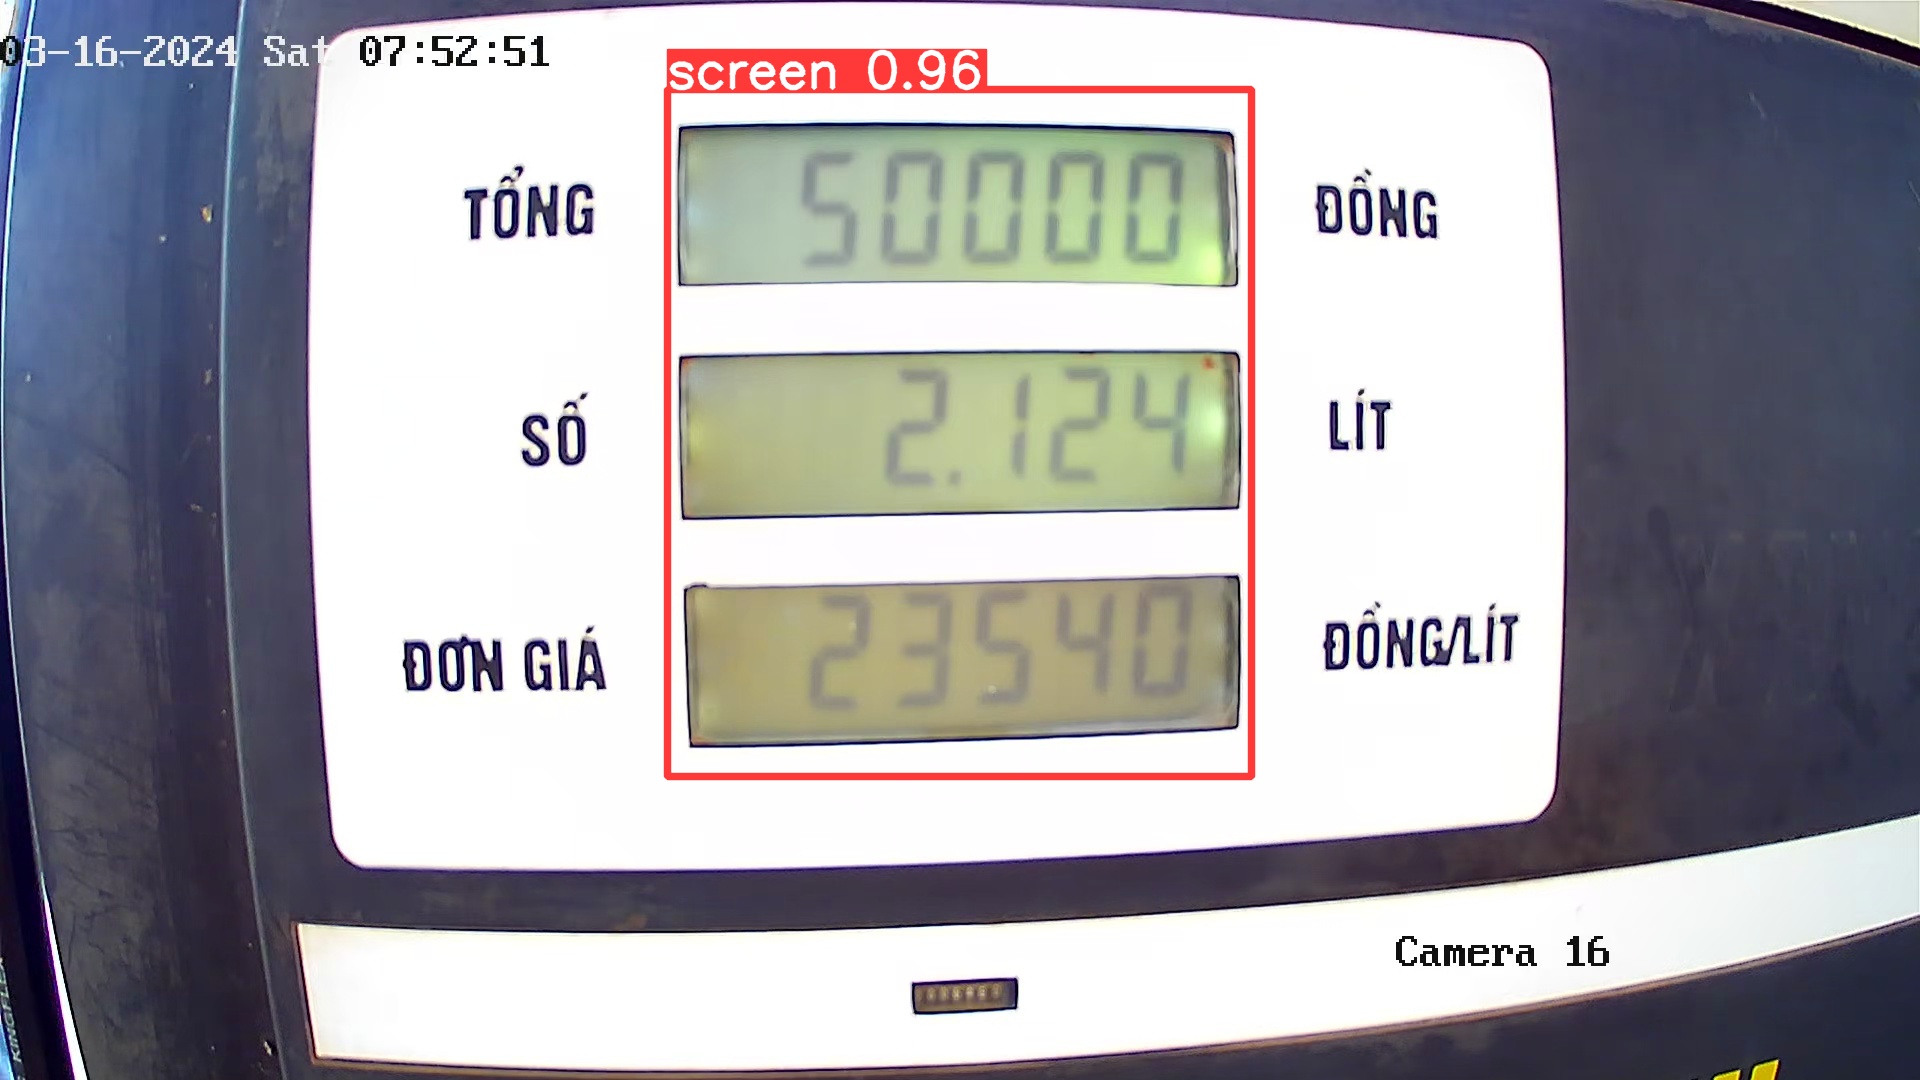 03-16-2024 Sat 07:52:51
screen 0.96
TỔNG 50000 ĐỒNG
SỐ 2.124 LÍT
ĐƠN GIÁ 23540 ĐỒNG/LÍT
Camera 16